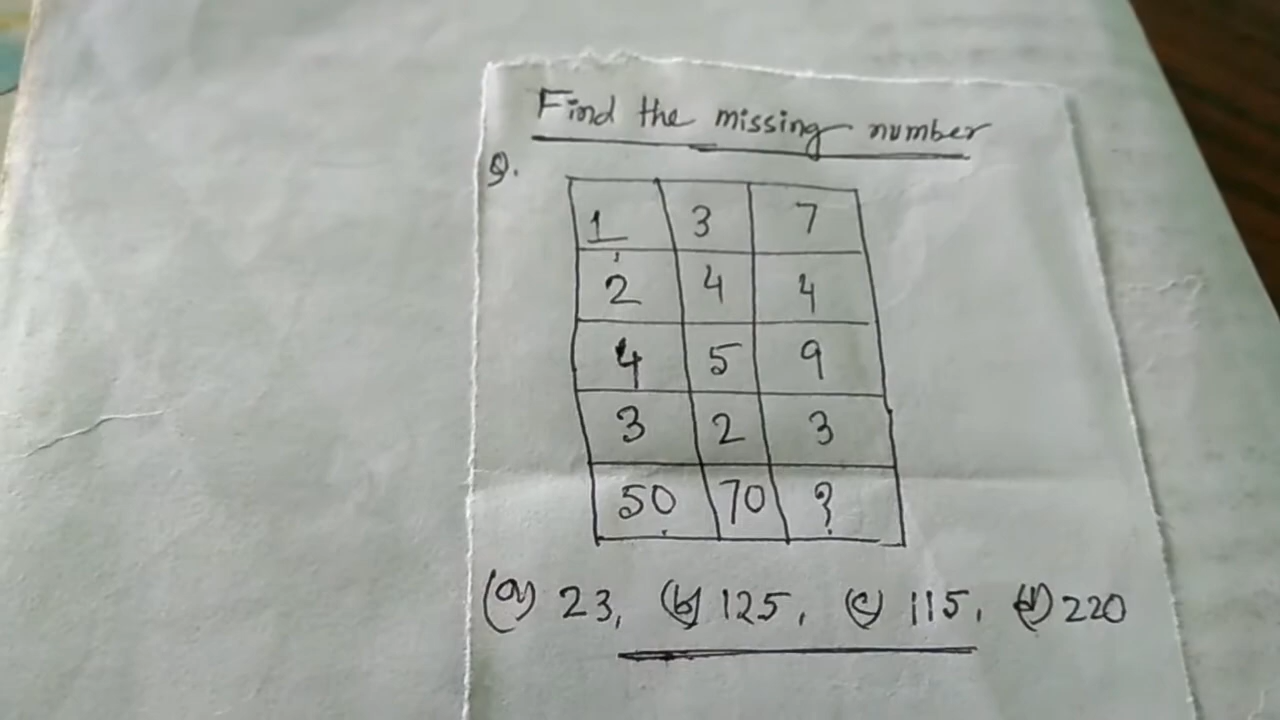 Find the missing number
Q.
1 3 7
2 4 4
4 5 9
3 2 3
50 70 ?
(a) 23, (b) 125, (c) 115, (d) 220